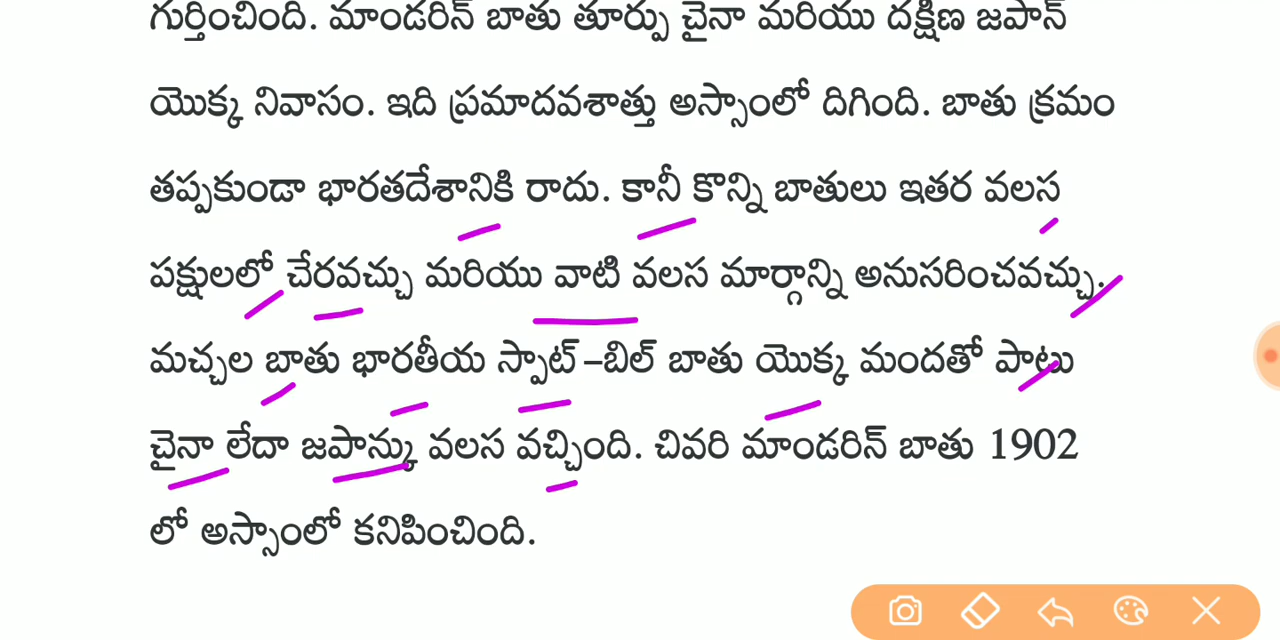 గుర్తించింది. మాండరిన్ బాతు తూర్పు చైనా మరియు దక్షిణ జపాన్
యొక్క నివాసం. ఇది ప్రమాదవశాత్తు అస్సాంలో దిగింది. బాతు క్రమం
తప్పకుండా భారతదేశానికి రాదు. కానీ కొన్ని బాతులు ఇతర వలస
పక్షులలో చేరవచ్చు మరియు వాటి వలస మార్గాన్ని అనుసరించవచ్చు.
మచ్చల బాతు భారతీయ స్పాట్-బిల్ బాతు యొక్క మందతో పాటు
చైనా లేదా జపాన్కు వలస వచ్చింది. చివరి మాండరిన్ బాతు 1902
లో అస్సాంలో కనిపించింది.